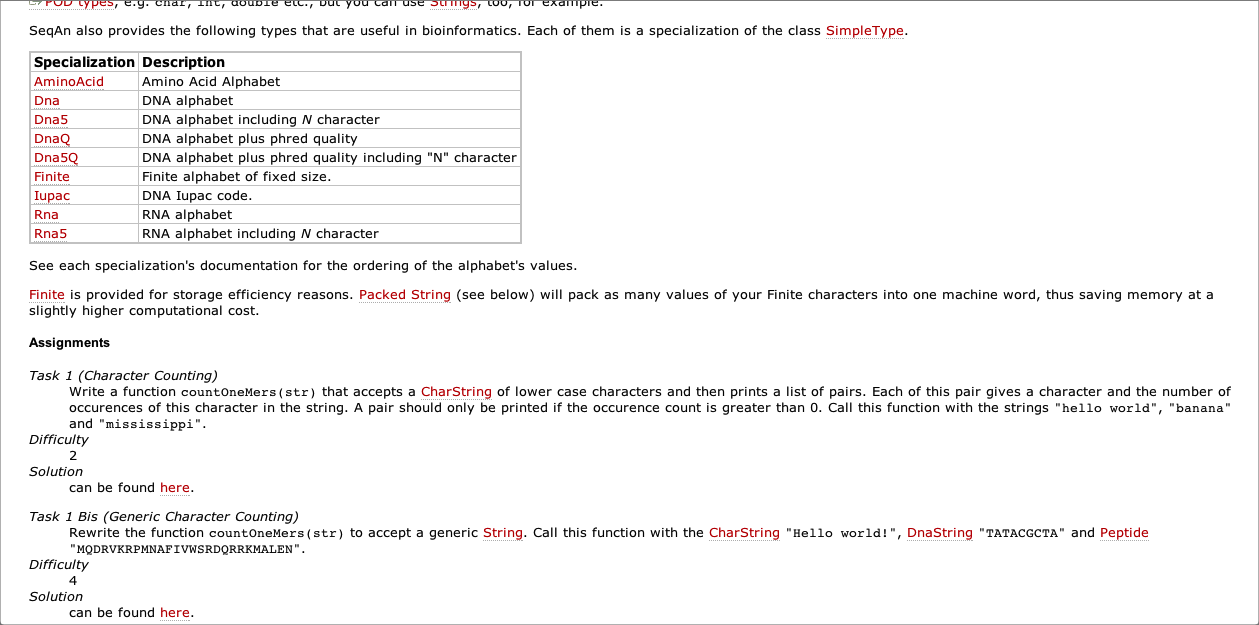 POD types, e.g. char, int, double etc., but you can use Strings, too, for example.
SeqAn also provides the following types that are useful in bioinformatics. Each of them is a specialization of the class SimpleType.
Specialization Description
AminoAcid Amino Acid Alphabet
Dna DNA alphabet
Dna5 DNA alphabet including N character
DnaQ DNA alphabet plus phred quality
Dna5Q DNA alphabet plus phred quality including "N" character
Finite Finite alphabet of fixed size.
Iupac DNA Iupac code.
Rna RNA alphabet
Rna5 RNA alphabet including N character
See each specialization's documentation for the ordering of the alphabet's values.
Finite is provided for storage efficiency reasons. Packed String (see below) will pack as many values of your Finite characters into one machine word, thus saving memory at a
slightly higher computational cost.
Assignments
Task 1 (Character Counting)
Write a function countOneMers(str) that accepts a CharString of lower case characters and then prints a list of pairs. Each of this pair gives a character and the number of
occurences of this character in the string. A pair should only be printed if the occurence count is greater than 0. Call this function with the strings "hello world", "banana"
and "mississippi".
Difficulty
2
Solution
can be found here.
Task 1 Bis (Generic Character Counting)
Rewrite the function countOneMers(str) to accept a generic String. Call this function with the CharString "Hello world!", DnaString "TATACGCTA" and Peptide
"MQDRVKRPMNAFIVWSRDQRRKMALEN".
Difficulty
4
Solution
can be found here.